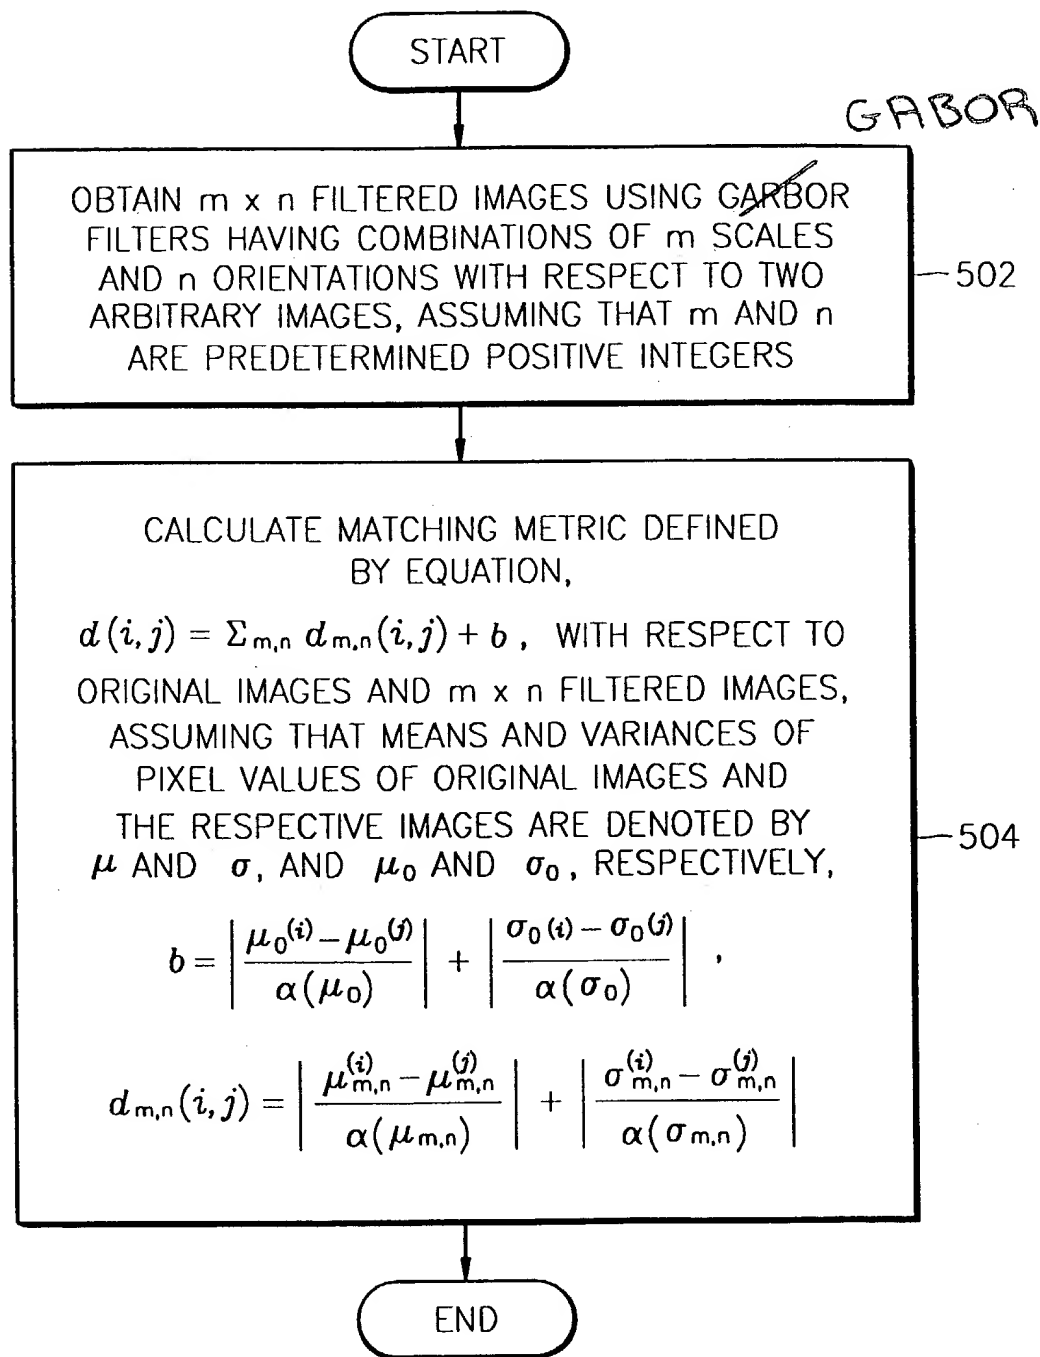 START
GABOR
OBTAIN m x n FILTERED IMAGES USING GARBOR
FILTERS HAVING COMBINATIONS OF m SCALES
AND n ORIENTATIONS WITH RESPECT TO TWO
ARBITRARY IMAGES, ASSUMING THAT m AND n
ARE PREDETERMINED POSITIVE INTEGERS
502
CALCULATE MATCHING METRIC DEFINED
BY EQUATION,
d(i,j) = Σm,n dm,n(i,j) + b , WITH RESPECT TO
ORIGINAL IMAGES AND m x n FILTERED IMAGES,
ASSUMING THAT MEANS AND VARIANCES OF
PIXEL VALUES OF ORIGINAL IMAGES AND
THE RESPECTIVE IMAGES ARE DENOTED BY
μ AND σ, AND μ0 AND σ0, RESPECTIVELY,
504
b = | μ0(i) – μ0(j) / α(μ0) | + | σ0(i) – σ0(j) / α(σ0) | ,
dm,n(i,j) = | μm,n(i) – μm,n(j) / α(μm,n) | + | σm,n(i) – σm,n(j) / α(σm,n) |
END